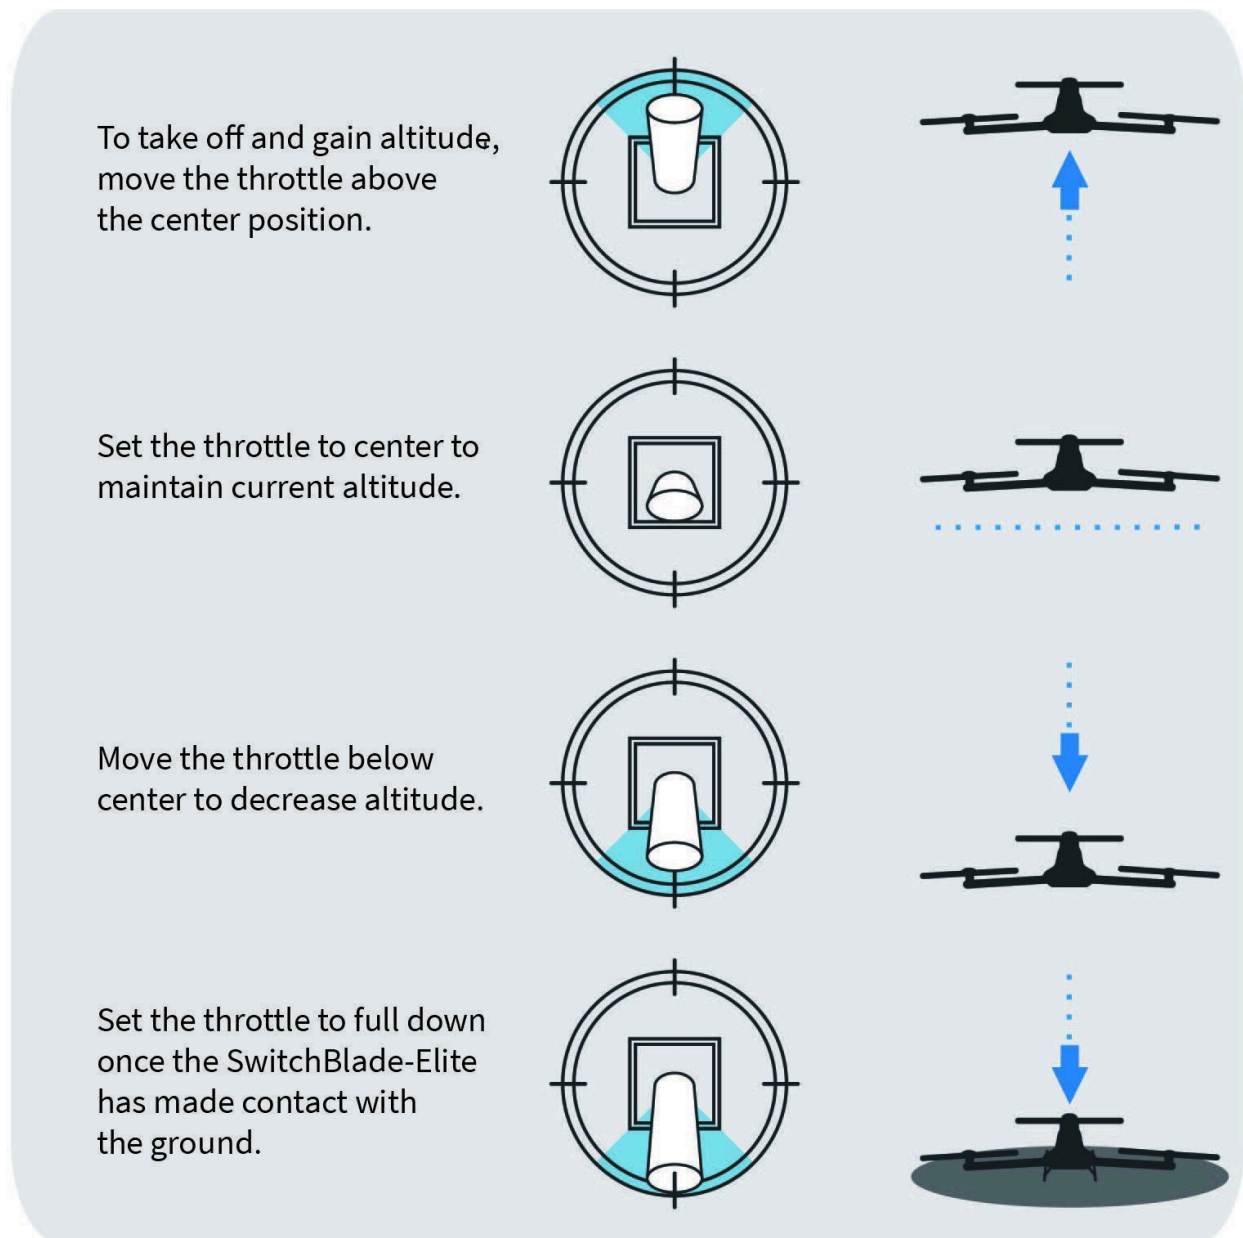 To take off and gain altitude,
move the throttle above
the center position.
Set the throttle to center to
maintain current altitude.
Move the throttle below
center to decrease altitude.
Set the throttle to full down
once the SwitchBlade-Elite
has made contact with
the ground.